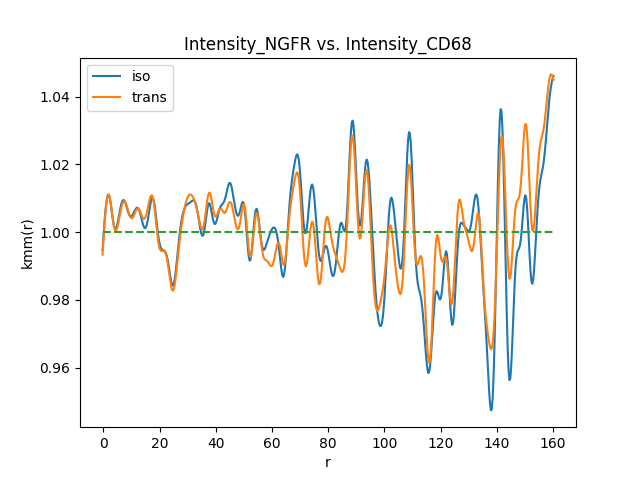 Intensity_NGFR vs. Intensity_CD68
iso
trans
kmm(r)
1.04
1.02
1.00
0.98
0.96
0 20 40 60 80 100 120 140 160
r